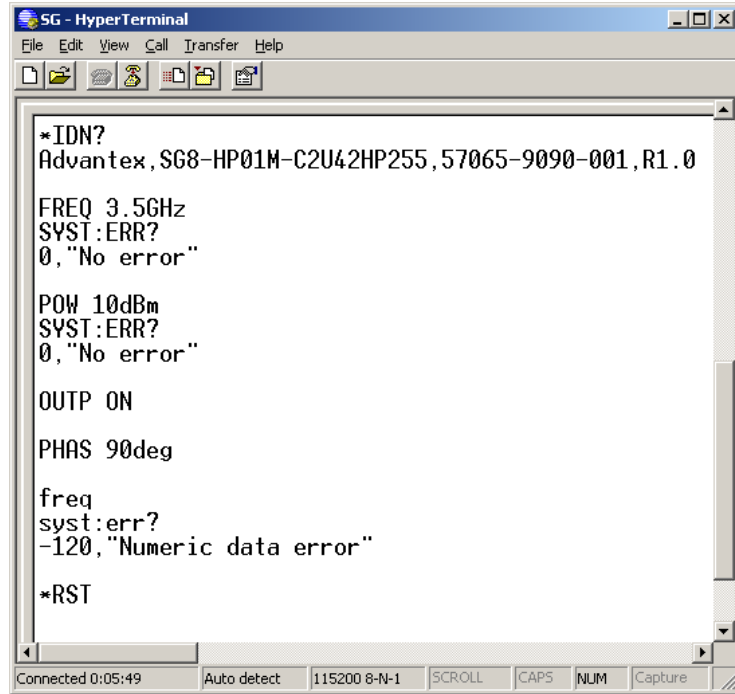 SG - HyperTerminal
File Edit View Call Transfer Help
*IDN?
Advantex,SG8-HP01M-C2U42HP255,57065-9090-001,R1.0
FREQ 3.5GHz
SYST:ERR?
0,"No error"
POW 10dBm
SYST:ERR?
0,"No error"
OUTP ON
PHAS 90deg
freq
syst:err?
-120,"Numeric data error"
*RST
Connected 0:05:49 Auto detect 115200 8-N-1 SCROLL CAPS NUM Capture